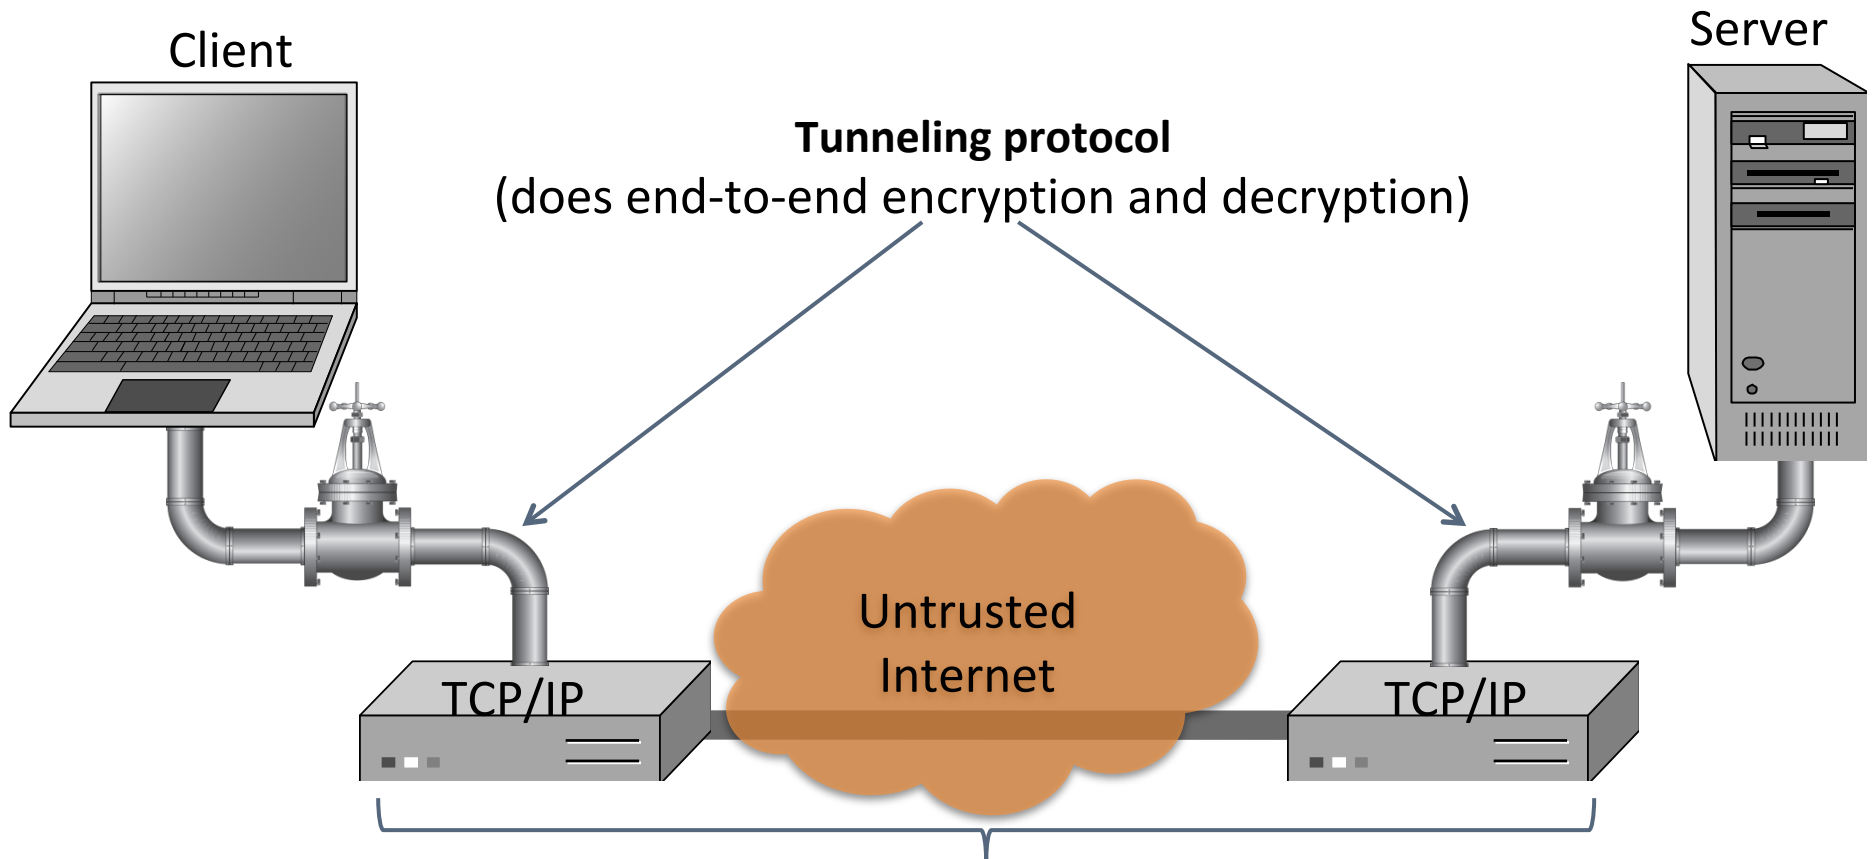 Client
Server
Tunneling protocol
(does end-to-end encryption and decryption)
Untrusted
Internet
TCP/IP
TCP/IP